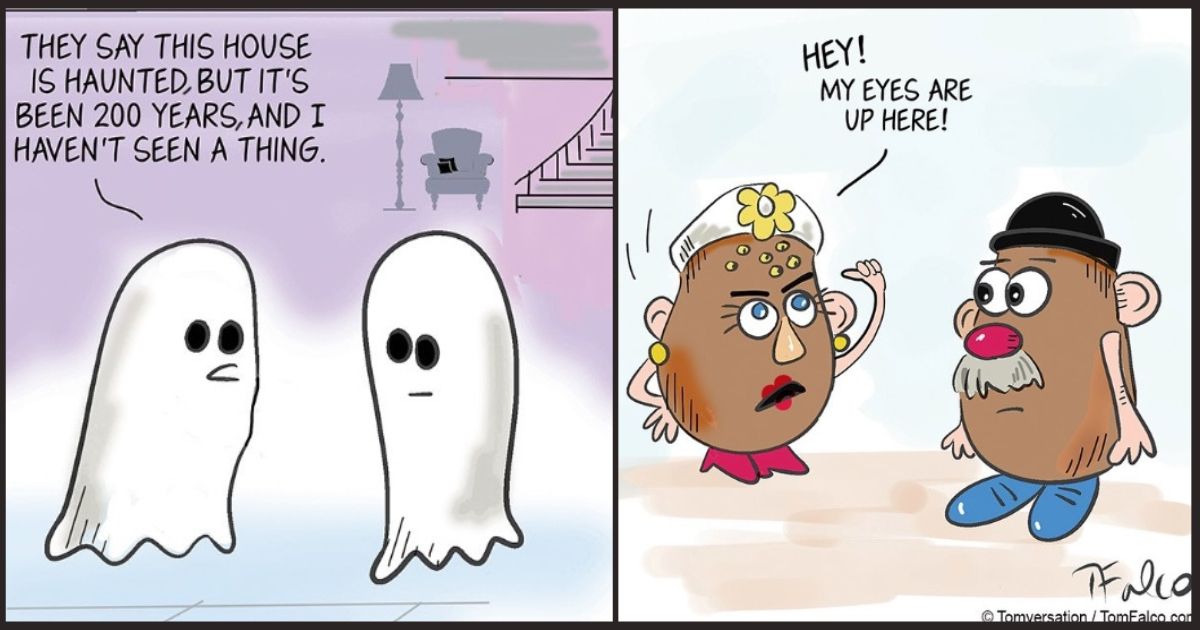 THEY SAY THIS HOUSE
IS HAUNTED, BUT IT'S
BEEN 200 YEARS, AND I
HAVEN'T SEEN A THING.
HEY!
MY EYES ARE
UP HERE!
TFalco
© Tomversation / TomFalco.com